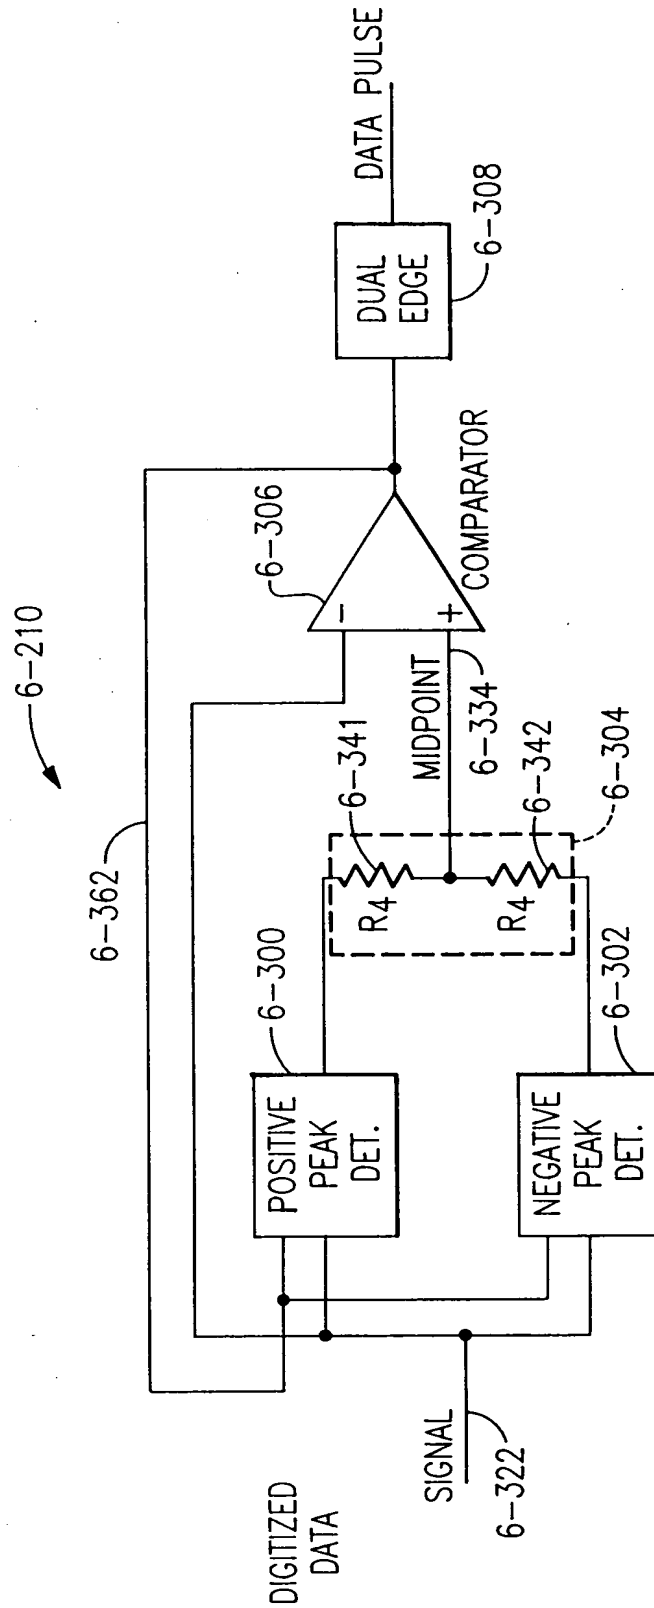 6-210
6-362
6-300
POSITIVE
PEAK
DET.
6-302
NEGATIVE
PEAK
DET.
DIGITIZED
DATA
SIGNAL
6-322
6-341
R4
R4
6-342
6-304
MIDPOINT
6-334
6-306
-
+
COMPARATOR
DUAL
EDGE
6-308
DATA PULSE